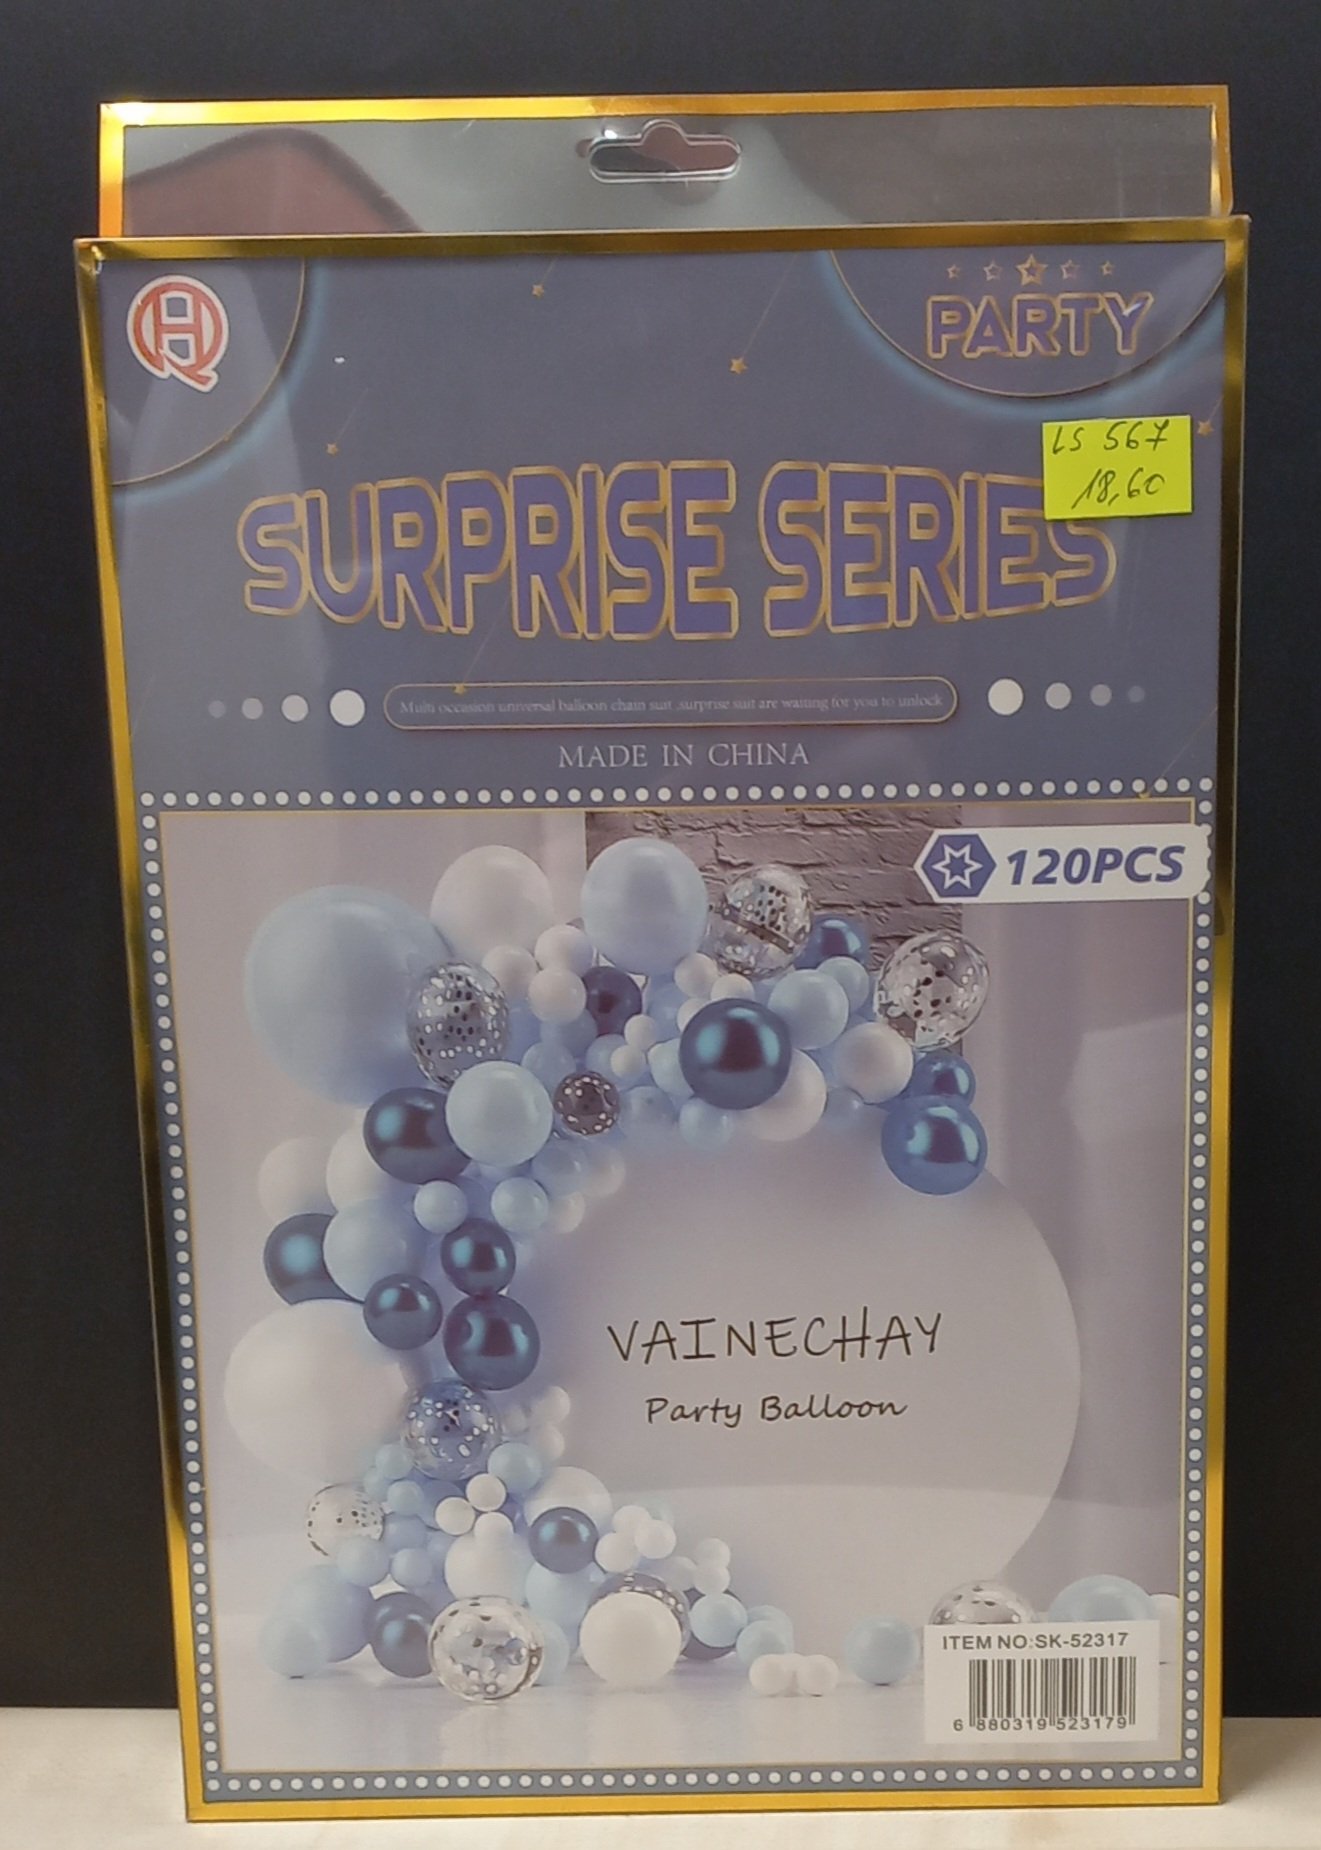 HQ
PARTY
LS 567
18,60
SURPRISE SERIES
Multi occasion universal balloon chain suit ,surprise suit are waiting for you to unlock
MADE IN CHINA
120PCS
VAINECHAY
Party Balloon
ITEM NO:SK-52317
6 880319 523179